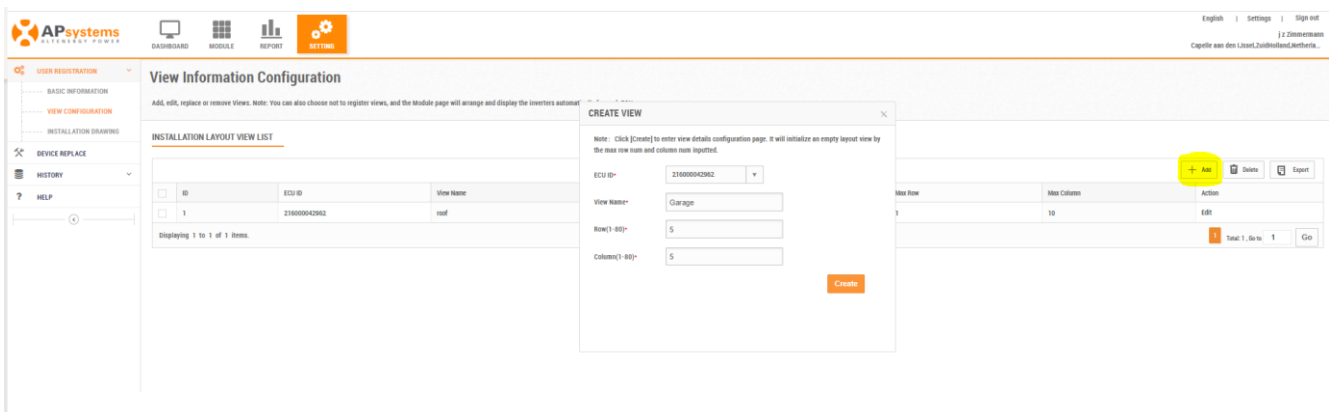 English | Settings | Sign out
APsystems
ALTENERGY POWER
DASHBOARD MODULE REPORT SETTING
j z Zimmermann
Capelle aan den IJssel,ZuidHolland,Netherla...
USER REGISTRATION
BASIC INFORMATION
VIEW CONFIGURATION
INSTALLATION DRAWING
DEVICE REPLACE
HISTORY
? HELP
View Information Configuration
Add, edit, replace or remove Views. Note: You can also choose not to register views, and the Module page will arrange and display the inverters
INSTALLATION LAYOUT VIEW LIST
+ Add Delete Export
ID ECU ID View Name Max Row Max Column Action
1 216000042962 roof 10 Edit
Displaying 1 to 1 of 1 items.
1 Total: 1 , Go to 1 Go
CREATE VIEW
Note: Click [Create] to enter view details configuration page. It will initialize an empty layout view by
the max row num and column num inputted.
ECU ID* 216000042962
View Name* Garage
Row(1-80)* 5
Column(1-80)* 5
Create